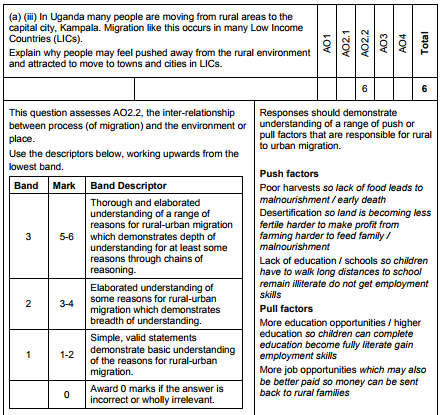 (a) (iii) In Uganda many people are moving from rural areas to the
capital city, Kampala. Migration like this occurs in many Low Income
Countries (LICs).
Explain why people may feel pushed away from the rural environment
and attracted to move to towns and cities in LICs.
AO1
AO2.1
AO2.2
AO3
AO4
Total
6
6
This question assesses AO2.2, the inter-relationship
between process (of migration) and the environment or
place.
Use the descriptors below, working upwards from the
lowest band.
Band Mark Band Descriptor
3 5-6 Thorough and elaborated
understanding of a range of
reasons for rural-urban migration
which demonstrates depth of
understanding for at least some
reasons through chains of
reasoning.
2 3-4 Elaborated understanding of
some reasons for rural-urban
migration which demonstrates
breadth of understanding.
1 1-2 Simple, valid statements
demonstrate basic understanding
of the reasons for rural-urban
migration.
0 Award 0 marks if the answer is
incorrect or wholly irrelevant.
Responses should demonstrate
understanding of a range of push or
pull factors that are responsible for rural
to urban migration.
Push factors
Poor harvests so lack of food leads to
malnourishment / early death
Desertification so land is becoming less
fertile harder to make profit from
farming harder to feed family /
malnourishment
Lack of education / schools so children
have to walk long distances to school
remain illiterate do not get employment
skills
Pull factors
More education opportunities / higher
education so children can complete
education become fully literate gain
employment skills
More job opportunities which may also
be better paid so money can be sent
back to rural families